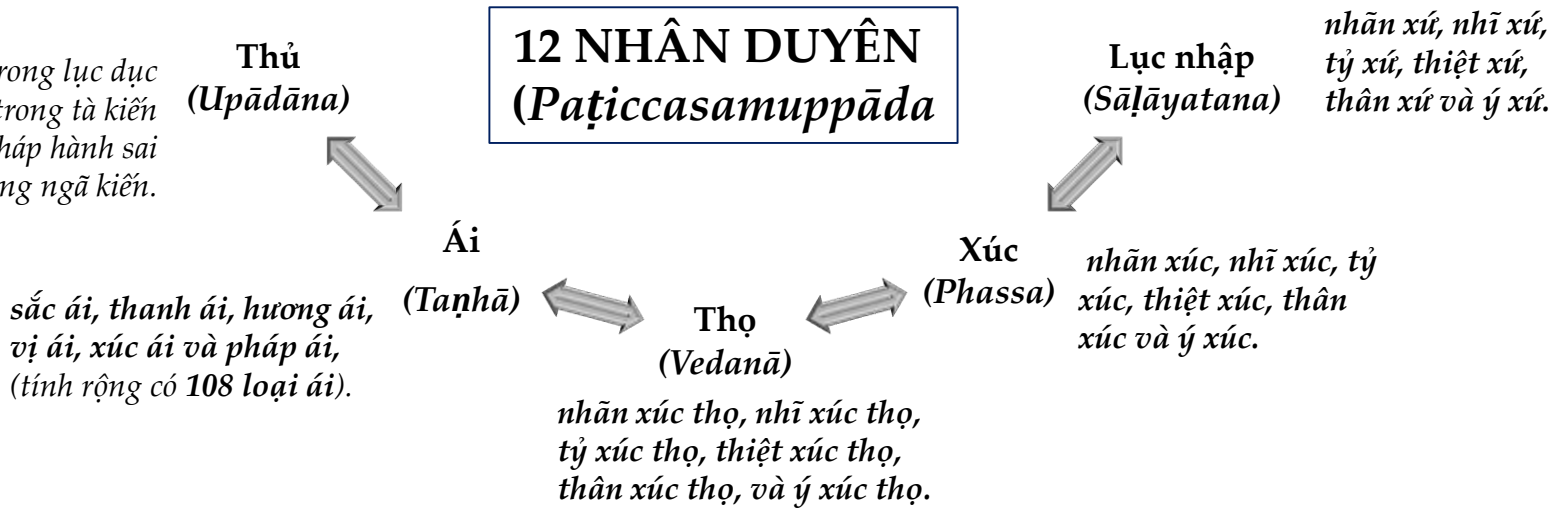 12 NHÂN DUYÊN
(Paṭiccasamuppāda
rong lục dục
trong tà kiến
háp hành sai
ng ngã kiến.
Thủ
(Upādāna)
Lục nhập
(Sāḷāyatana)
nhãn xứ, nhĩ xứ,
tỷ xứ, thiệt xứ,
thân xứ và ý xứ.
Ái
(Taṇhā)
sắc ái, thanh ái, hương ái,
vị ái, xúc ái và pháp ái,
(tính rộng có 108 loại ái).
Thọ
(Vedanā)
nhãn xúc thọ, nhĩ xúc thọ,
tỷ xúc thọ, thiệt xúc thọ,
thân xúc thọ, và ý xúc thọ.
Xúc
(Phassa)
nhãn xúc, nhĩ xúc, tỷ
xúc, thiệt xúc, thân
xúc và ý xúc.